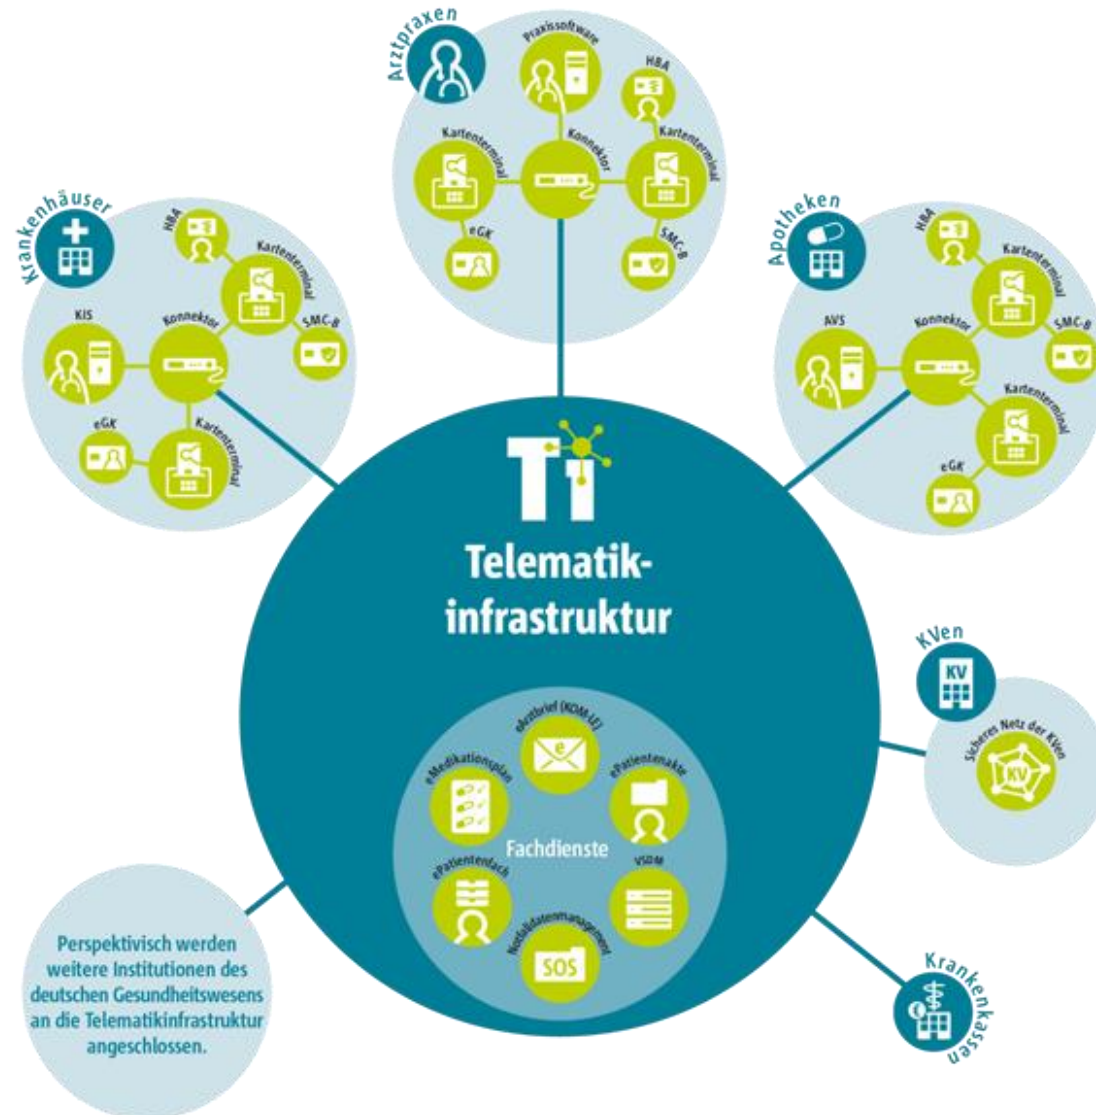 Arztpraxen
Praxissoftware
HBA
Kartenterminal
Konnektor
Kartenterminal
eGK
SMC-B
Krankenhäuser
HBA
Kartenterminal
KIS
Konnektor
SMC-B
eGK
Kartenterminal
Apotheken
HBA
Kartenterminal
AVS
Konnektor
SMC-B
Kartenterminal
eGK
Ti
Telematik-
infrastruktur
KVen
KV
Sicheres Netz der KVen
KV
eArztbrief (KOM-LE)
e
eMedikationsplan
ePatientenakte
Fachdienste
ePatientenfach
VSDM
Notfalldatenmanagement
SOS
Krankenkassen
€
Perspektivisch werden
weitere Institutionen des
deutschen Gesundheitswesens
an die Telematikinfrastruktur
angeschlossen.